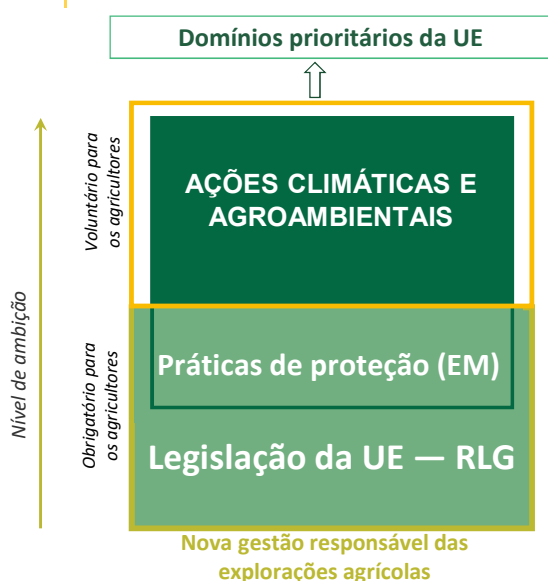 Domínios prioritários da UE
AÇÕES CLIMÁTICAS E
AGROAMBIENTAIS
Voluntário para
os agricultores
Nível de ambição
Obrigatório para
os agricultores
Práticas de proteção (EM)
Legislação da UE — RLG
Nova gestão responsável das
explorações agrícolas